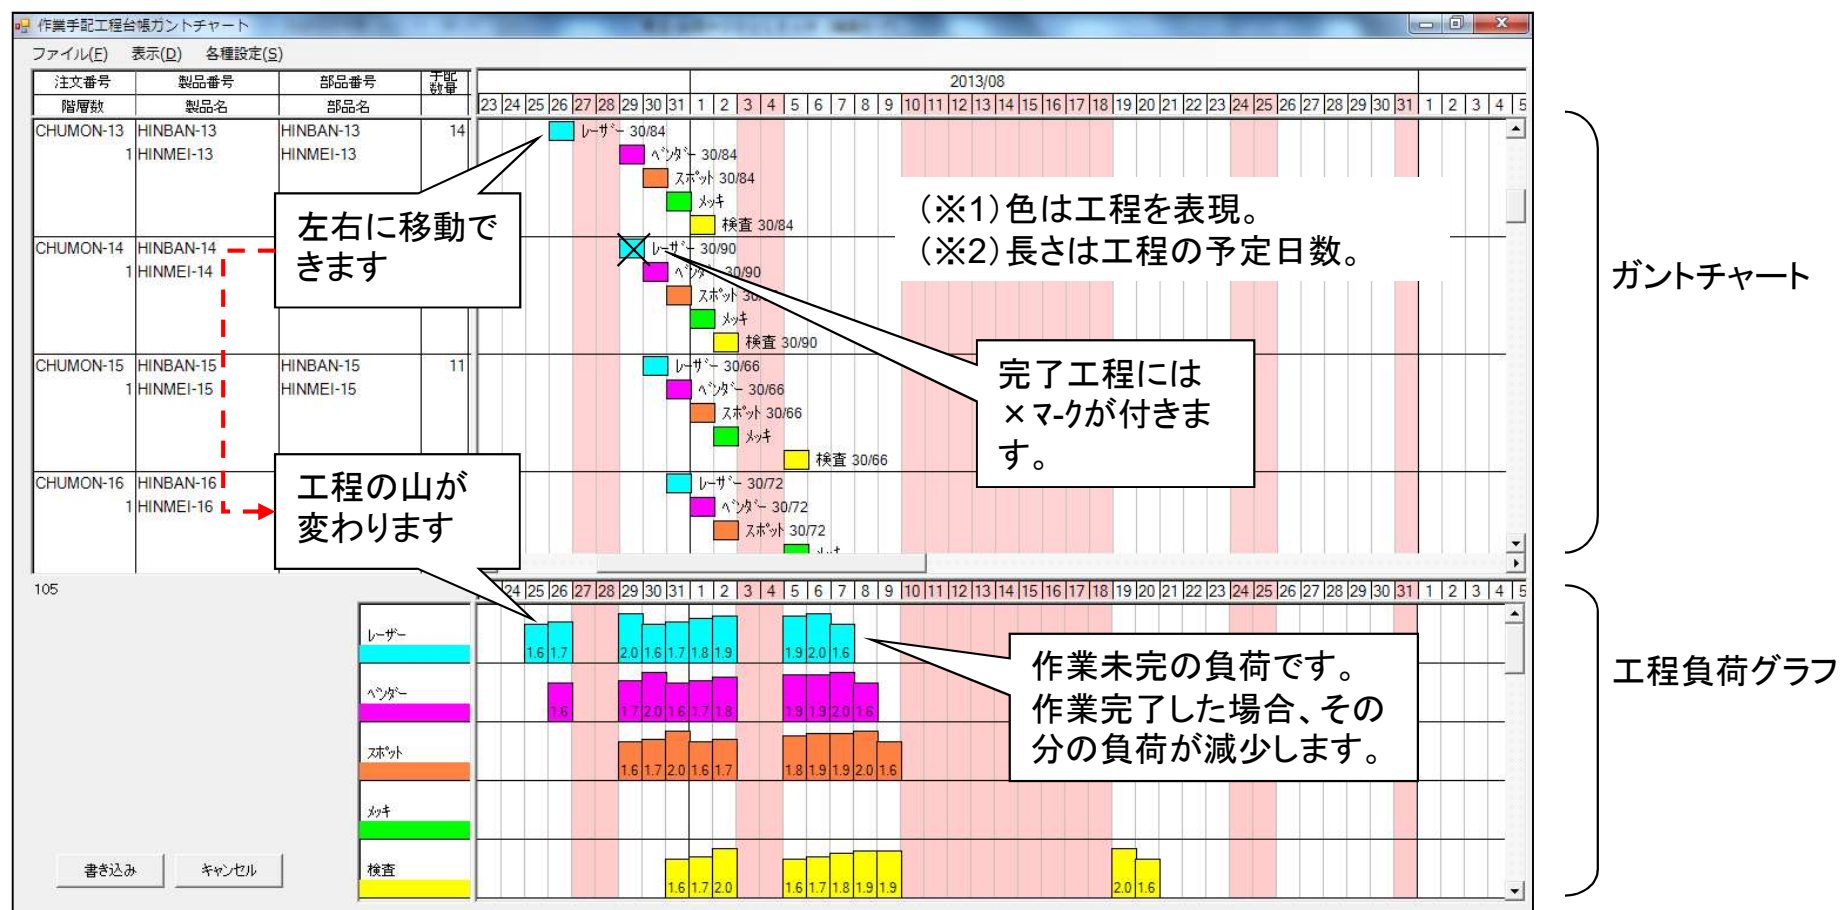 作業手配工程台帳ガントチャート
ファイル(F) 表示(D) 各種設定(S)
注文番号 製品番号 部品番号 手配数量
階層数 製品名 部品名
2013/08
23 24 25 26 27 28 29 30 31 1 2 3 4 5 6 7 8 9 10 11 12 13 14 15 16 17 18 19 20 21 22 23 24 25 26 27 28 29 30 31 1 2 3 4 5
CHUMON-13 HINBAN-13 HINBAN-13 14 レーザー 30/84
1 HINMEI-13 HINMEI-13 ベンダー 30/84
スポット 30/84
メッキ
検査 30/84
CHUMON-14 HINBAN-14 レーザー 30/90
1 HINMEI-14 ベンダー 30/90
スポット
メッキ
検査 30/90
CHUMON-15 HINBAN-15 HINBAN-15 11 レーザー 30/66
1 HINMEI-15 HINMEI-15 ベンダー 30/66
スポット 30/66
メッキ
検査 30/66
CHUMON-16 HINBAN-16 レーザー 30/72
1 HINMEI-16 ベンダー 30/72
スポット 30/72
左右に移動で
きます
(※1)色は工程を表現。
(※2)長さは工程の予定日数。
完了工程には
×マークが付きま
す。
工程の山が
変わります
ガントチャート
105
24 25 26 27 28 29 30 31 1 2 3 4 5 6 7 8 9 10 11 12 13 14 15 16 17 18 19 20 21 22 23 24 25 26 27 28 29 30 31 1 2 3 4 5
レーザー
1.6 1.7 2.0 1.6 1.7 1.8 1.9 1.9 2.0 1.6
ベンダー
1.6 1.7 2.0 1.6 1.7 1.8 1.9 1.9 2.0 1.6
スポット
1.6 1.7 2.0 1.6 1.7 1.8 1.9 1.9 2.0 1.6
メッキ
検査
1.6 1.7 2.0 1.6 1.7 1.8 1.9 1.9 2.0 1.6
作業未完の負荷です。
作業完了した場合、その
分の負荷が減少します。
工程負荷グラフ
書き込み キャンセル